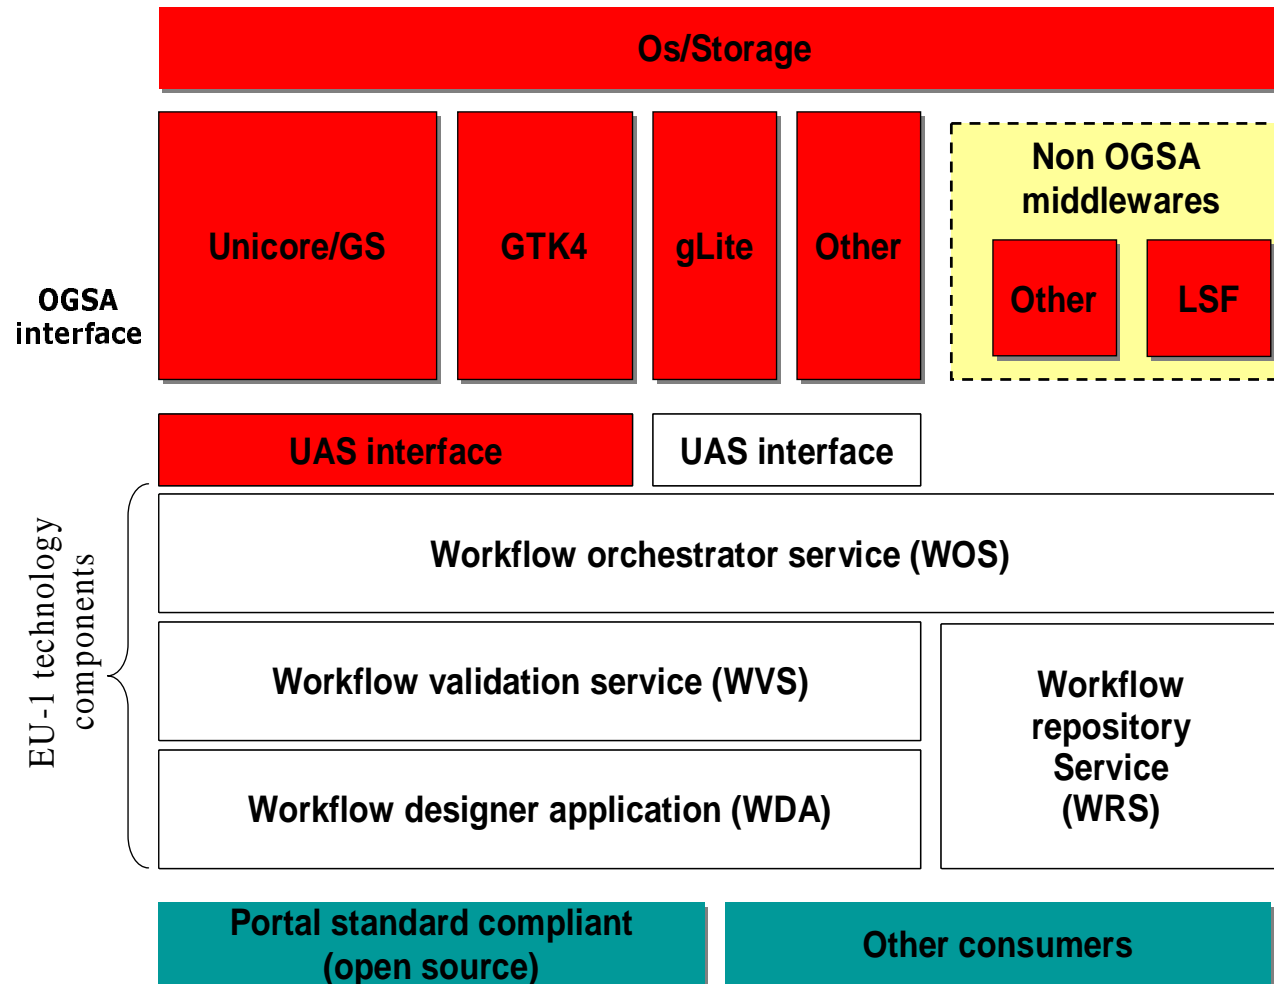 Os/Storage
Non OGSA
middlewares
Unicore/GS
GTK4
gLite
Other
Other
LSF
OGSA
interface
UAS interface
UAS interface
EU-1 technology
components
Workflow orchestrator service (WOS)
Workflow validation service (WVS)
Workflow designer application (WDA)
Workflow
repository
Service
(WRS)
Portal standard compliant
(open source)
Other consumers